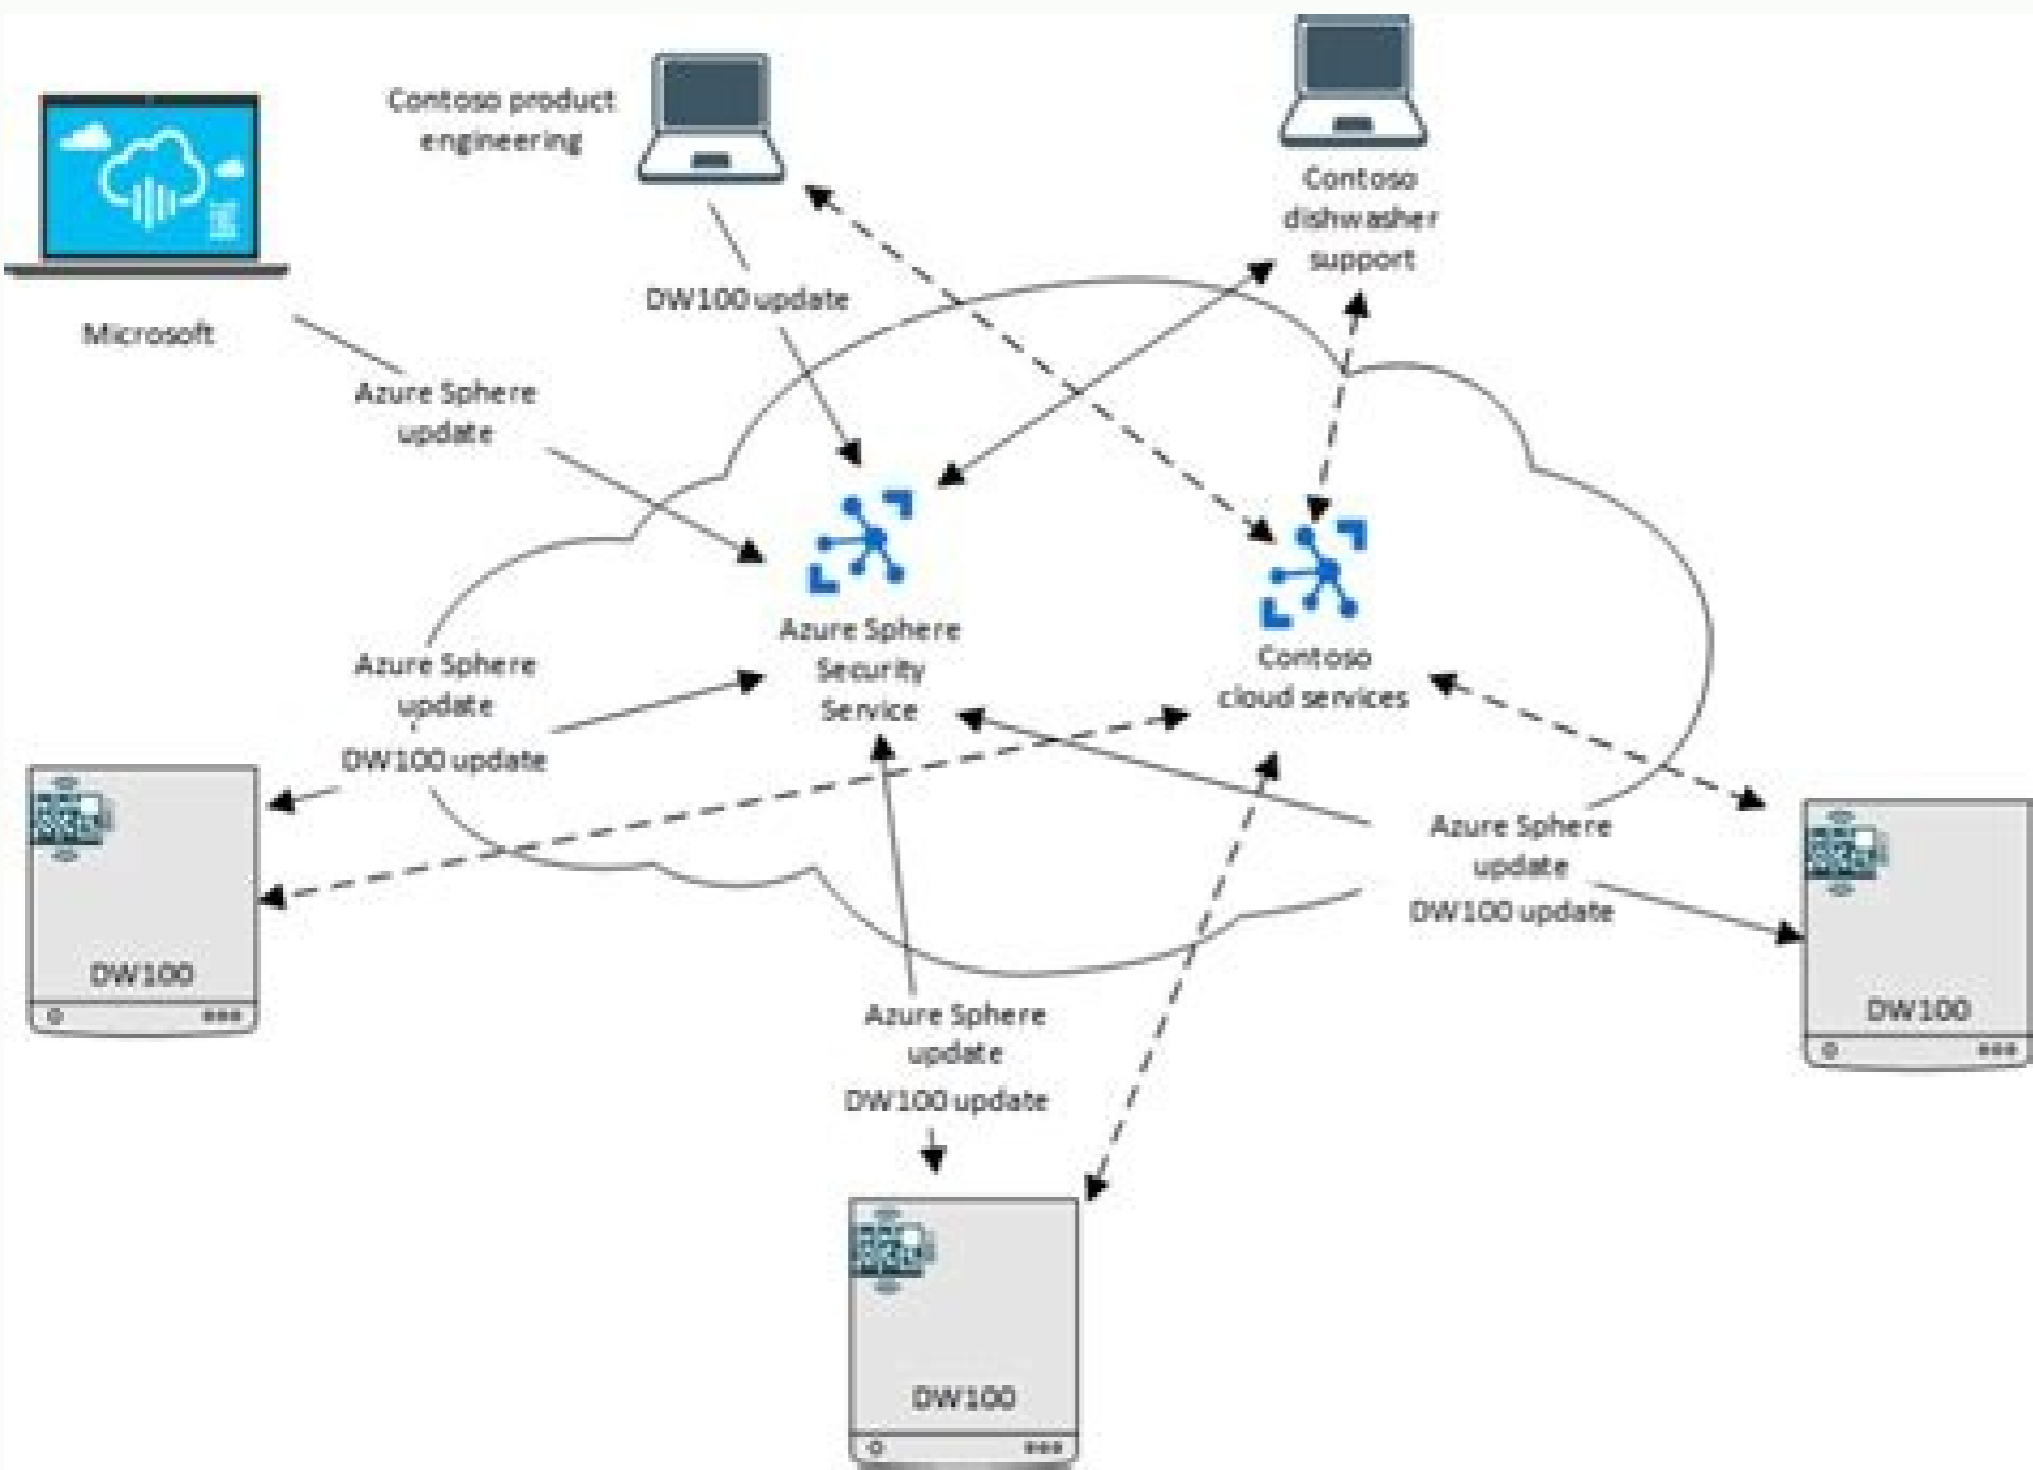 Contoso product
engineering
Contoso
dishwasher
support
Microsoft
DW100 update
Azure Sphere
update
Azure Sphere
Security
Service
Contoso
cloud services
Azure Sphere
update
DW100 update
DW100
Azure Sphere
update
DW100 update
DW100
Azure Sphere
update
DW100 update
DW100